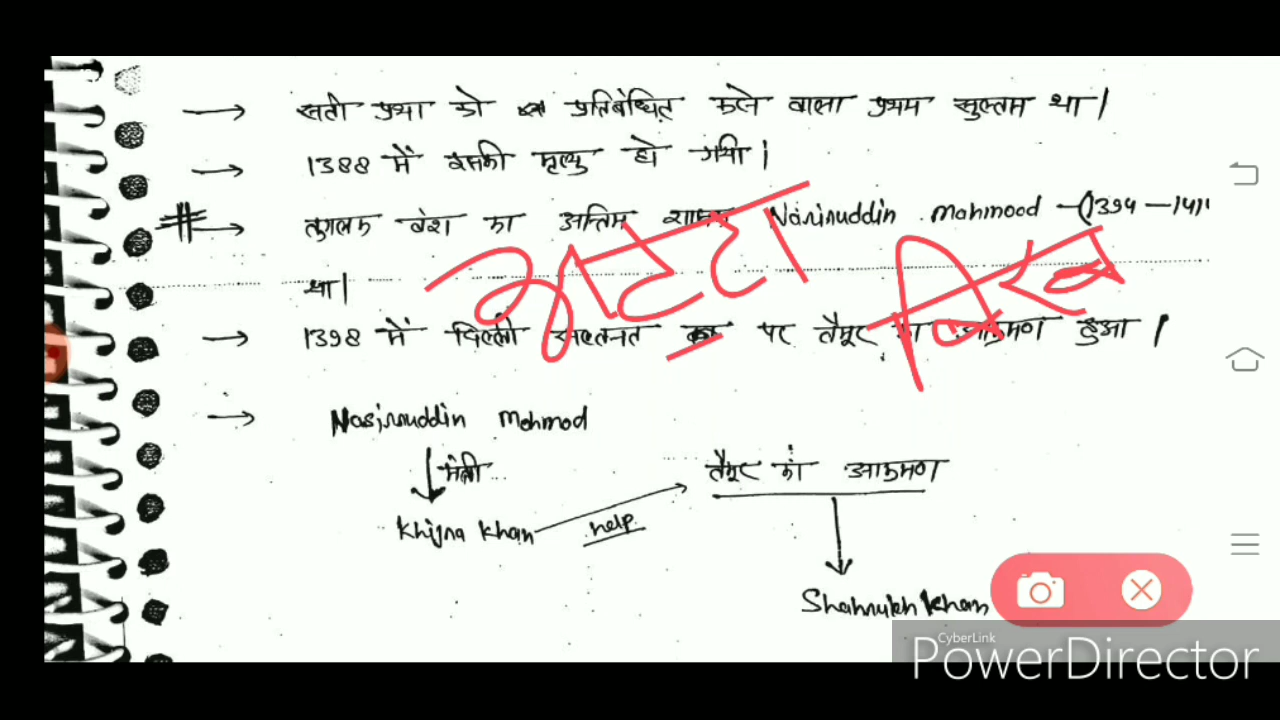 → सती प्रथा को प्रतिबंधित करने वाला प्रथम सुल्तान था।
→ 1388 में इसकी मृत्यु हो गयी।
# → तुगलक वंश का अन्तिम शासक Nasiruddin Mahmood - (1394 -
था।
→ 1398 में दिल्ली सल्तनत पर तैमूर का आक्रमण हुआ।
→ Nasiruddin Mahmod
मंत्री
तैमूर का आक्रमण
Khijra Khan
help
Shahrukh Khan
CyberLink
PowerDirector